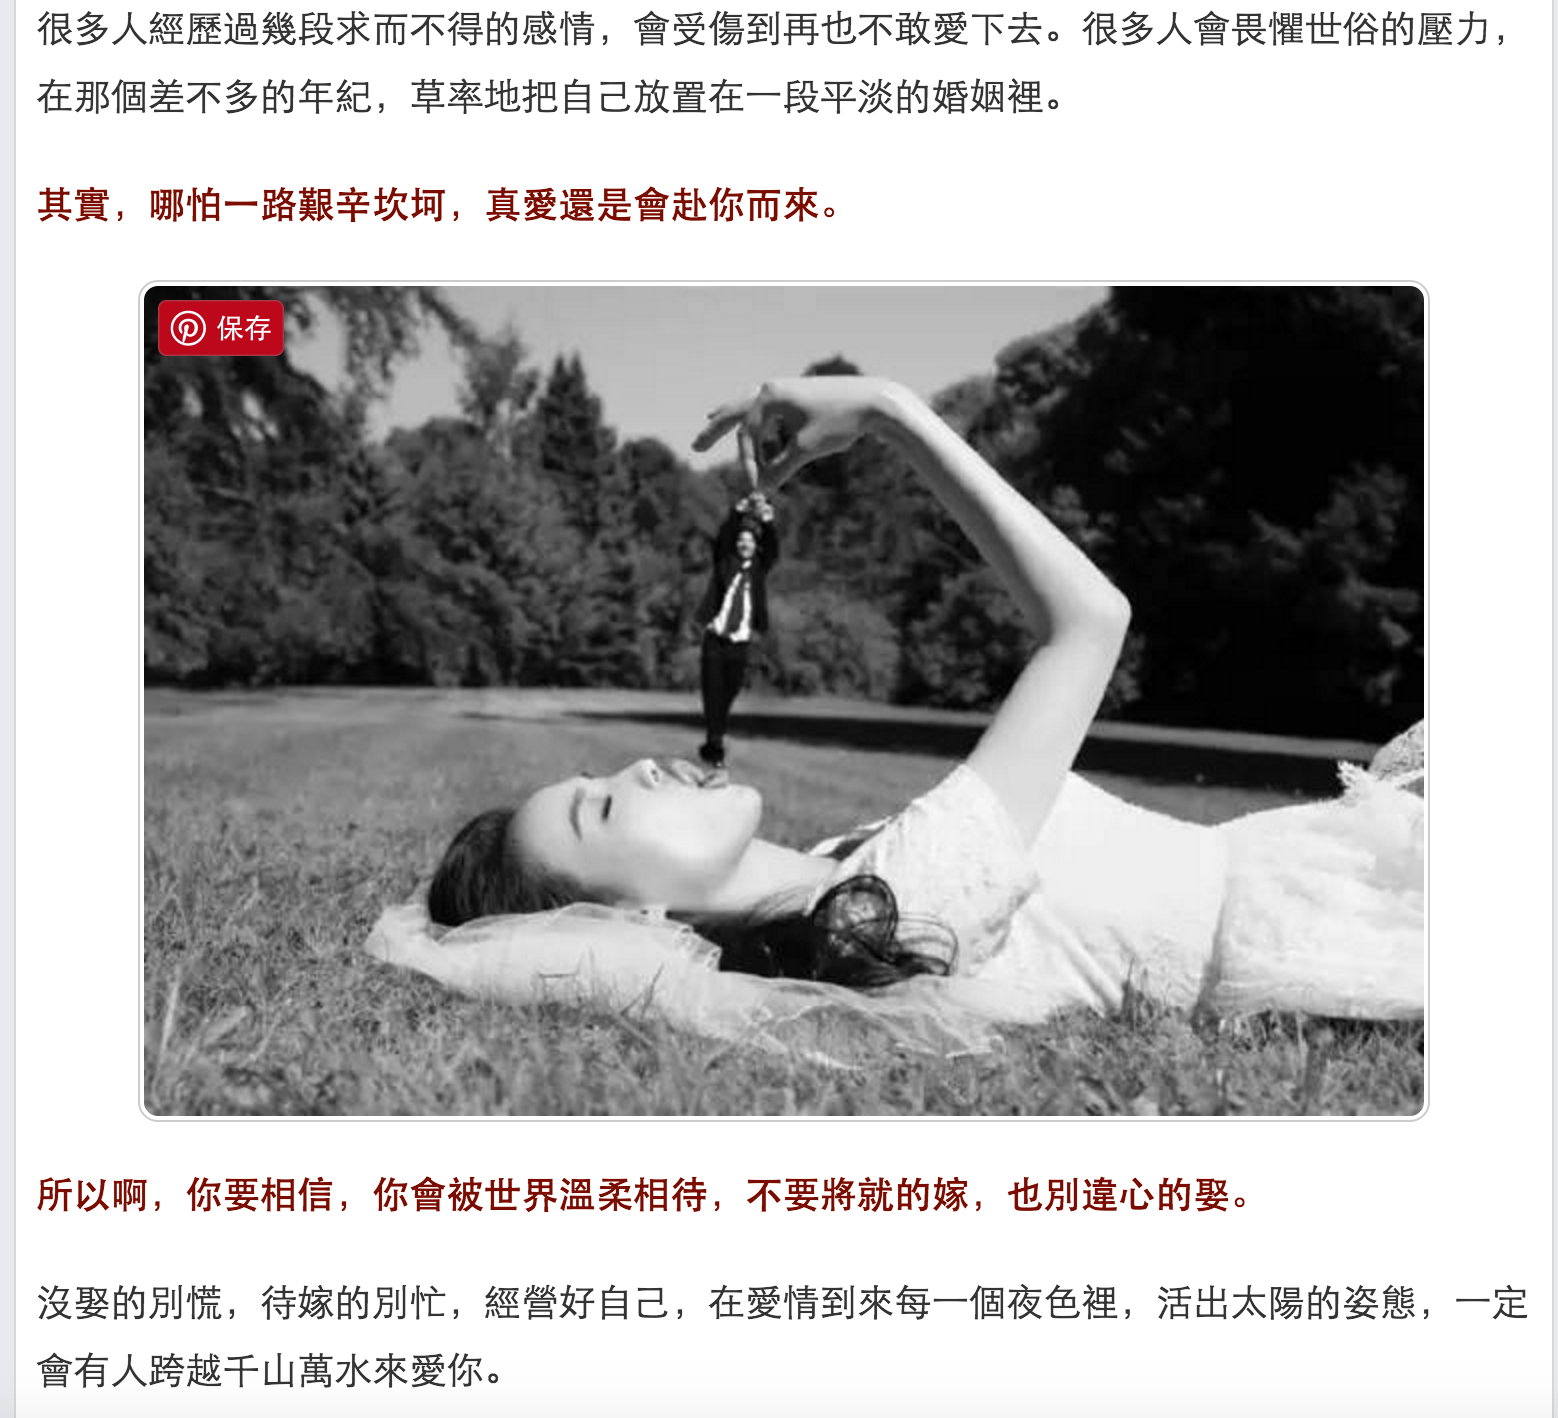 很多人經歷過幾段求而不得的感情，會受傷到再也不敢愛下去。很多人會畏懼世俗的壓力，
在那個差不多的年紀，草率地把自己放置在一段平淡的婚姻裡。
其實，哪怕一路艱辛坎坷，真愛還是會赴你而來。
保存
所以啊，你要相信，你會被世界溫柔相待，不要將就的嫁，也別違心的娶。
沒娶的別慌，待嫁的別忙，經營好自己，在愛情到來每一個夜色裡，活出太陽的姿態，一定
會有人跨越千山萬水來愛你。